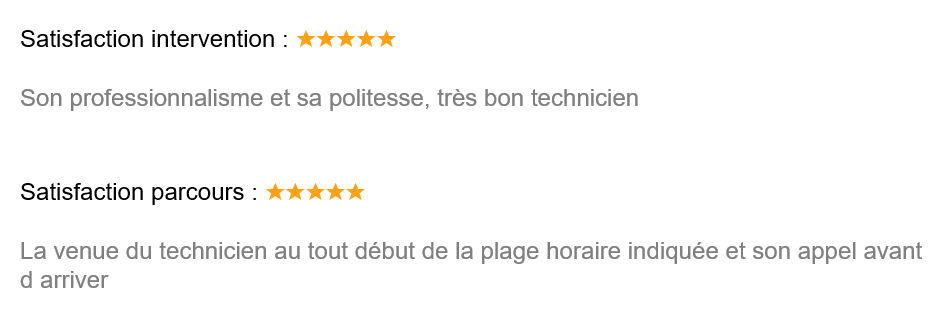 Satisfaction intervention : ★★★★★
Son professionnalisme et sa politesse, très bon technicien
Satisfaction parcours : ★★★★★
La venue du technicien au tout début de la plage horaire indiquée et son appel avant
d arriver